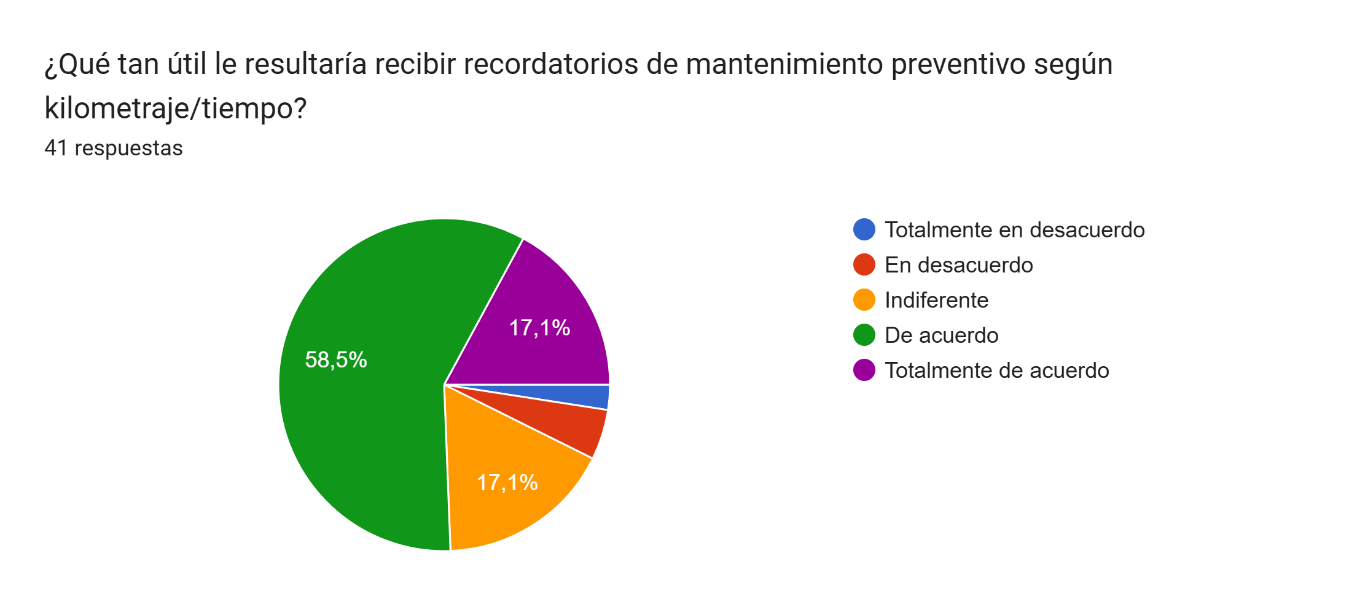 ¿Qué tan útil le resultaría recibir recordatorios de mantenimiento preventivo según
kilometraje/tiempo?
41 respuestas
Totalmente en desacuerdo
En desacuerdo
Indiferente
De acuerdo
Totalmente de acuerdo
17,1%
58,5%
17,1%